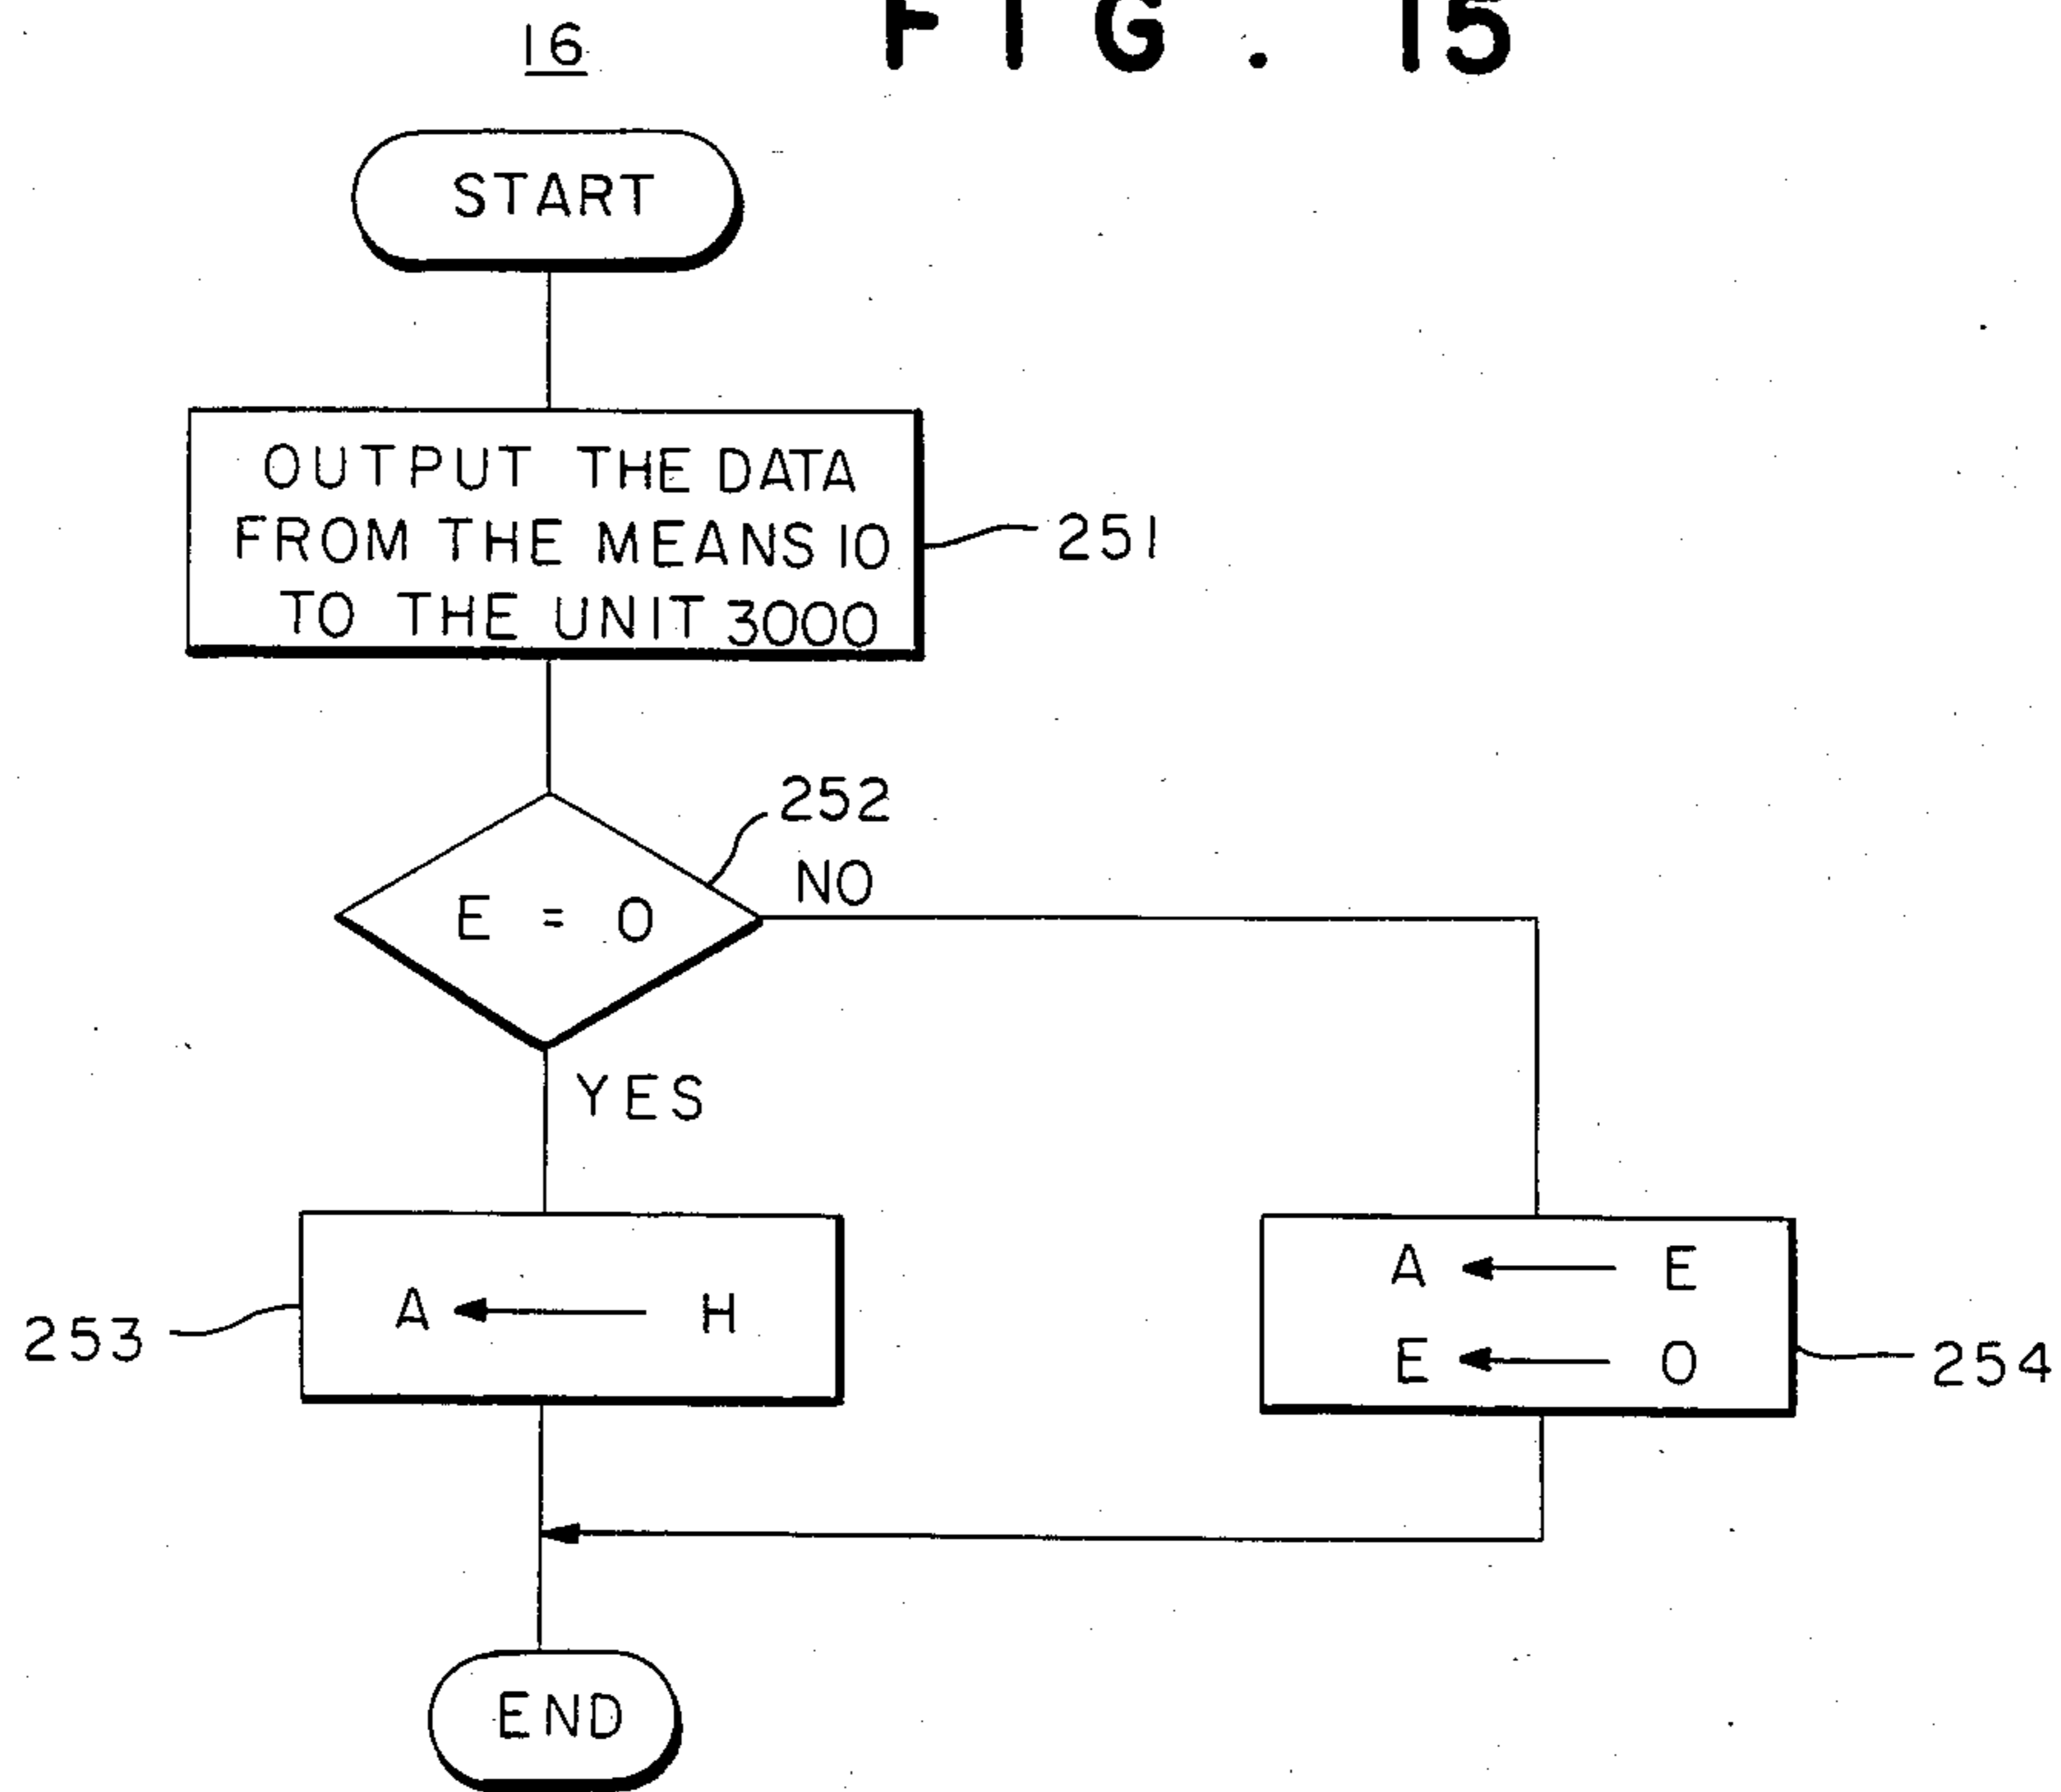 16
FIG. 15
START
OUTPUT THE DATA
FROM THE MEANS 10
TO THE UNIT 3000
251
252
NO
E = 0
YES
A ← H
253
A ← E
E ← 0
254
END